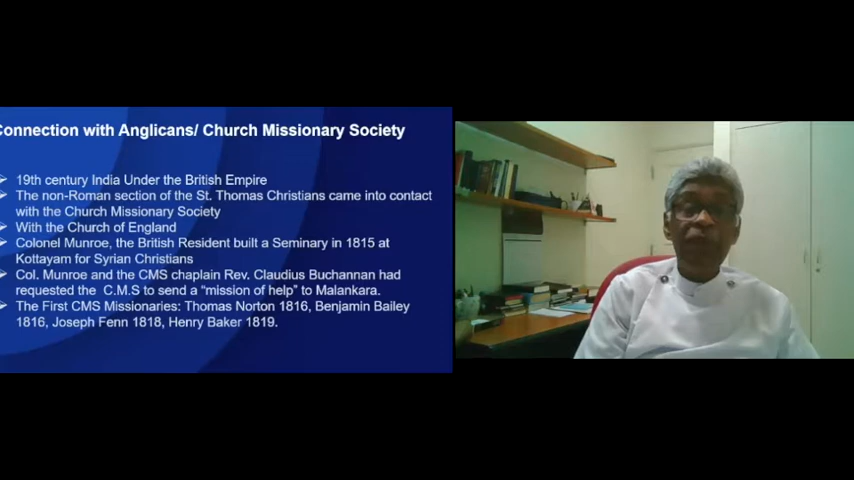 Connection with Anglicans/ Church Missionary Society
19th century India Under the British Empire
The non-Roman section of the St. Thomas Christians came into contact
with the Church Missionary Society
With the Church of England
Colonel Munroe, the British Resident built a Seminary in 1815 at
Kottayam for Syrian Christians
Col. Munroe and the CMS chaplain Rev. Claudius Buchannan had
requested the  C.M.S to send a “mission of help” to Malankara.
The First CMS Missionaries: Thomas Norton 1816, Benjamin Bailey
1816, Joseph Fenn 1818, Henry Baker 1819.